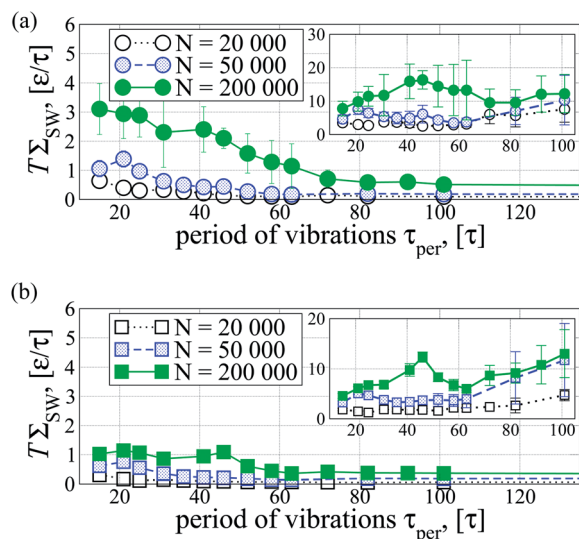 (a)
N = 20 000
N = 50 000
N = 200 000
30
20
10
0
20 40 60 80 100
6
5
4
3
2
1
0
TΣSW, [ε/τ]
20 40 60 80 100 120
period of vibrations τper, [τ]
(b)
N = 20 000
N = 50 000
N = 200 000
20
10
0
20 40 60 80 100
6
5
4
3
2
1
0
TΣSW, [ε/τ]
20 40 60 80 100 120
period of vibrations τper, [τ]